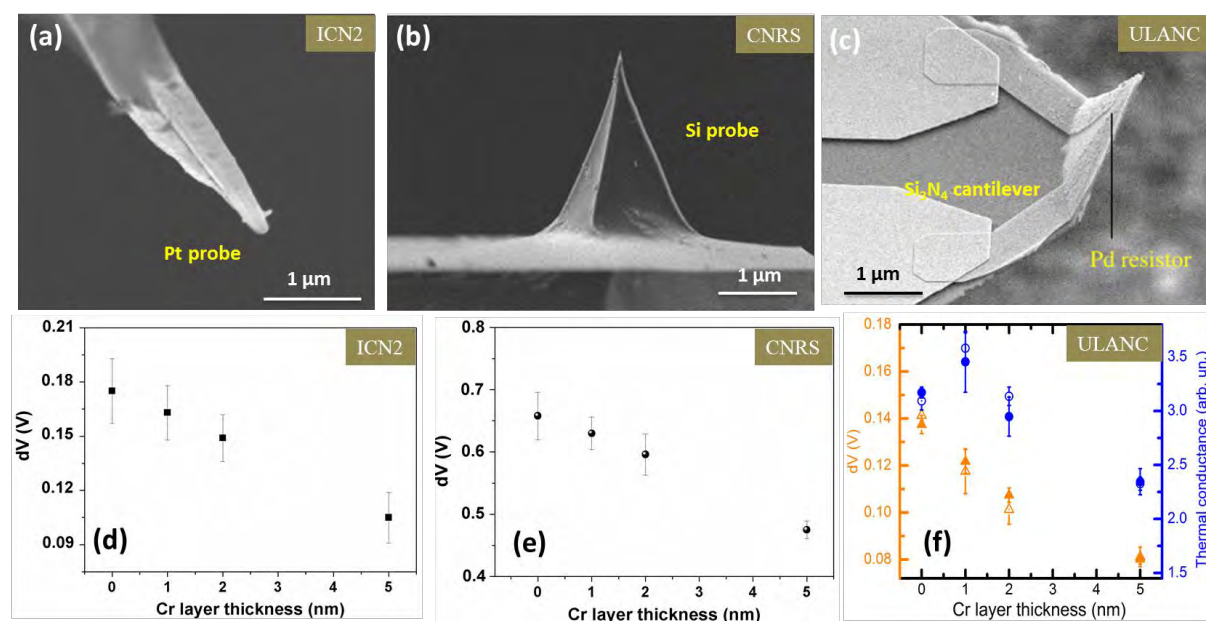 (a)
ICN2
Pt probe
1 µm
(b)
CNRS
Si probe
1 µm
(c)
ULANC
Si₃N₄ cantilever
Pd resistor
1 µm
ICN2
0.21
0.18
0.15
0.12
0.09
dV (V)
(d)
0 1 2 3 4 5
Cr layer thickness (nm)
CNRS
0.8
0.7
0.6
0.5
0.4
dV (V)
(e)
0 1 2 3 4 5
Cr layer thickness (nm)
ULANC
0.18
0.16
0.14
0.12
0.10
0.08
dV (V)
3.5
3.0
2.5
2.0
1.5
Thermal conductance (arb. un.)
(f)
0 1 2 3 4 5
Cr layer thickness (nm)